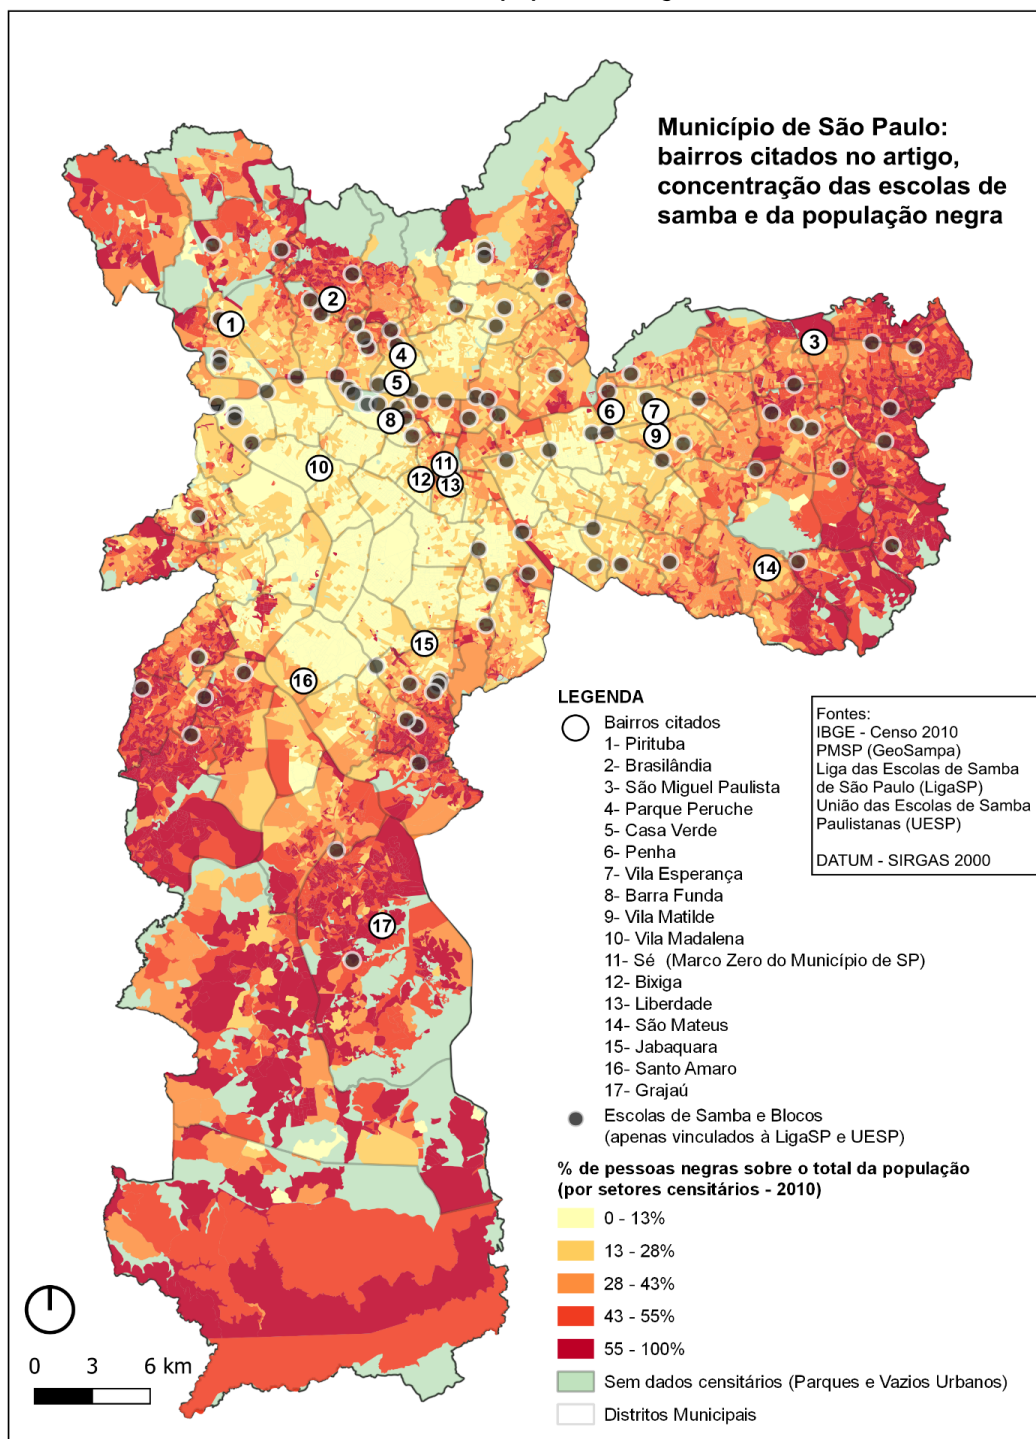 Município de São Paulo:
bairros citados no artigo,
concentração das escolas de
samba e da população negra
1
2
3
4
5
6
7
8
9
10
11
12
13
14
15
16
17
LEGENDA
Bairros citados
1- Pirituba
2- Brasilândia
3- São Miguel Paulista
4- Parque Peruche
5- Casa Verde
6- Penha
7- Vila Esperança
8- Barra Funda
9- Vila Matilde
10- Vila Madalena
11- Sé (Marco Zero do Município de SP)
12- Bixiga
13- Liberdade
14- São Mateus
15- Jabaquara
16- Santo Amaro
17- Grajaú
Escolas de Samba e Blocos
(apenas vinculados à LigaSP e UESP)
% de pessoas negras sobre o total da população
(por setores censitários - 2010)
0 - 13%
13 - 28%
28 - 43%
43 - 55%
55 - 100%
Sem dados censitários (Parques e Vazios Urbanos)
Distritos Municipais
Fontes:
IBGE - Censo 2010
PMSP (GeoSampa)
Liga das Escolas de Samba
de São Paulo (LigaSP)
União das Escolas de Samba
Paulistanas (UESP)
DATUM - SIRGAS 2000
0 3 6 km